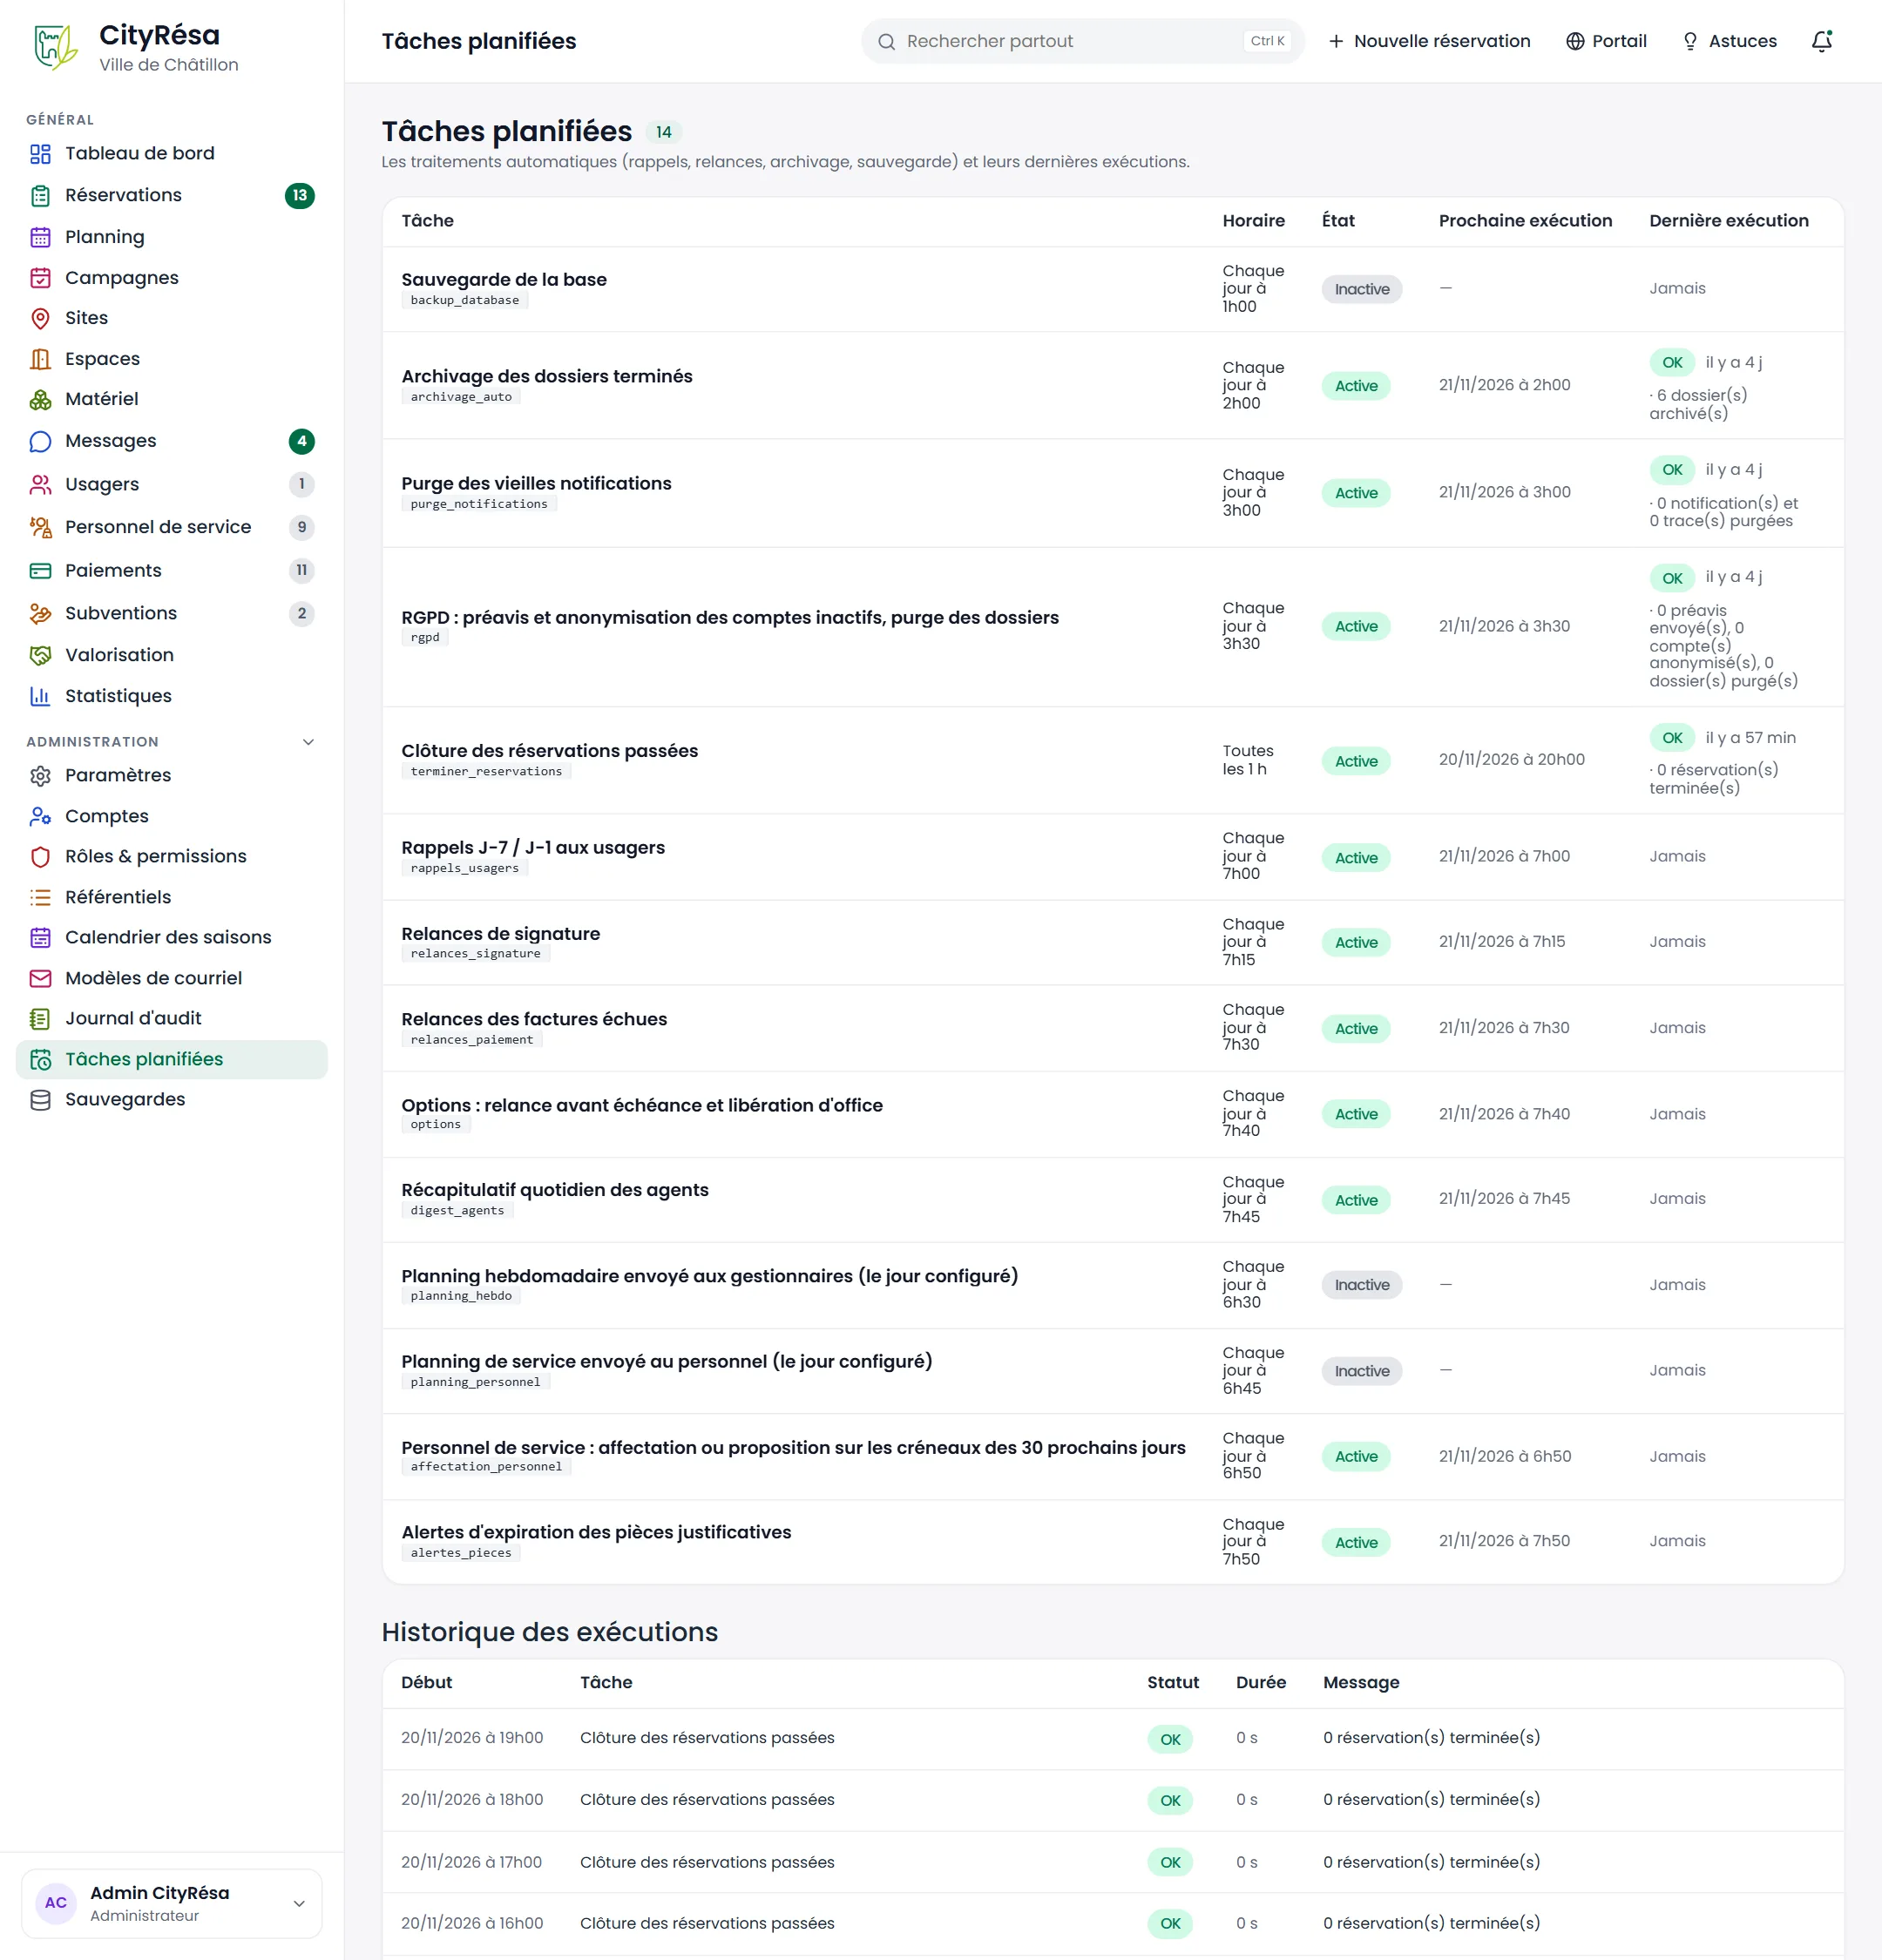 CityRésa
Ville de Châtillon
GÉNÉRAL
Tableau de bord
Réservations 13
Planning
Campagnes
Sites
Espaces
Matériel
Messages 4
Usagers 1
Personnel de service 9
Paiements 11
Subventions 2
Valorisation
Statistiques
ADMINISTRATION
Paramètres
Comptes
Rôles & permissions
Référentiels
Calendrier des saisons
Modèles de courriel
Journal d'audit
Tâches planifiées
Sauvegardes
AC
Admin CityRésa
Administrateur
Tâches planifiées
Rechercher partout Ctrl K
Nouvelle réservation
Portail
Astuces
Tâches planifiées 14
Les traitements automatiques (rappels, relances, archivage, sauvegarde) et leurs dernières exécutions.
Tâche Horaire État Prochaine exécution Dernière exécution
Sauvegarde de la base
backup_database
Chaque
jour à
1h00
Inactive
—
Jamais
Archivage des dossiers terminés
archivage_auto
Chaque
jour à
2h00
Active
21/11/2026 à 2h00
OK il y a 4 j
· 6 dossier(s)
archivé(s)
Purge des vieilles notifications
purge_notifications
Chaque
jour à
3h00
Active
21/11/2026 à 3h00
OK il y a 4 j
· 0 notification(s) et
0 trace(s) purgées
RGPD : préavis et anonymisation des comptes inactifs, purge des dossiers
rgpd
Chaque
jour à
3h30
Active
21/11/2026 à 3h30
OK il y a 4 j
· 0 préavis
envoyé(s), 0
compte(s)
anonymisé(s), 0
dossier(s) purgé(s)
Clôture des réservations passées
terminer_reservations
Toutes
les 1 h
Active
20/11/2026 à 20h00
OK il y a 57 min
· 0 réservation(s)
terminée(s)
Rappels J-7 / J-1 aux usagers
rappels_usagers
Chaque
jour à
7h00
Active
21/11/2026 à 7h00
Jamais
Relances de signature
relances_signature
Chaque
jour à
7h15
Active
21/11/2026 à 7h15
Jamais
Relances des factures échues
relances_paiement
Chaque
jour à
7h30
Active
21/11/2026 à 7h30
Jamais
Options : relance avant échéance et libération d'office
options
Chaque
jour à
7h40
Active
21/11/2026 à 7h40
Jamais
Récapitulatif quotidien des agents
digest_agents
Chaque
jour à
7h45
Active
21/11/2026 à 7h45
Jamais
Planning hebdomadaire envoyé aux gestionnaires (le jour configuré)
planning_hebdo
Chaque
jour à
6h30
Inactive
—
Jamais
Planning de service envoyé au personnel (le jour configuré)
planning_personnel
Chaque
jour à
6h45
Inactive
—
Jamais
Personnel de service : affectation ou proposition sur les créneaux des 30 prochains jours
affectation_personnel
Chaque
jour à
6h50
Active
21/11/2026 à 6h50
Jamais
Alertes d'expiration des pièces justificatives
alertes_pieces
Chaque
jour à
7h50
Active
21/11/2026 à 7h50
Jamais
Historique des exécutions
Début Tâche Statut Durée Message
20/11/2026 à 19h00 Clôture des réservations passées OK 0 s 0 réservation(s) terminée(s)
20/11/2026 à 18h00 Clôture des réservations passées OK 0 s 0 réservation(s) terminée(s)
20/11/2026 à 17h00 Clôture des réservations passées OK 0 s 0 réservation(s) terminée(s)
20/11/2026 à 16h00 Clôture des réservations passées OK 0 s 0 réservation(s) terminée(s)